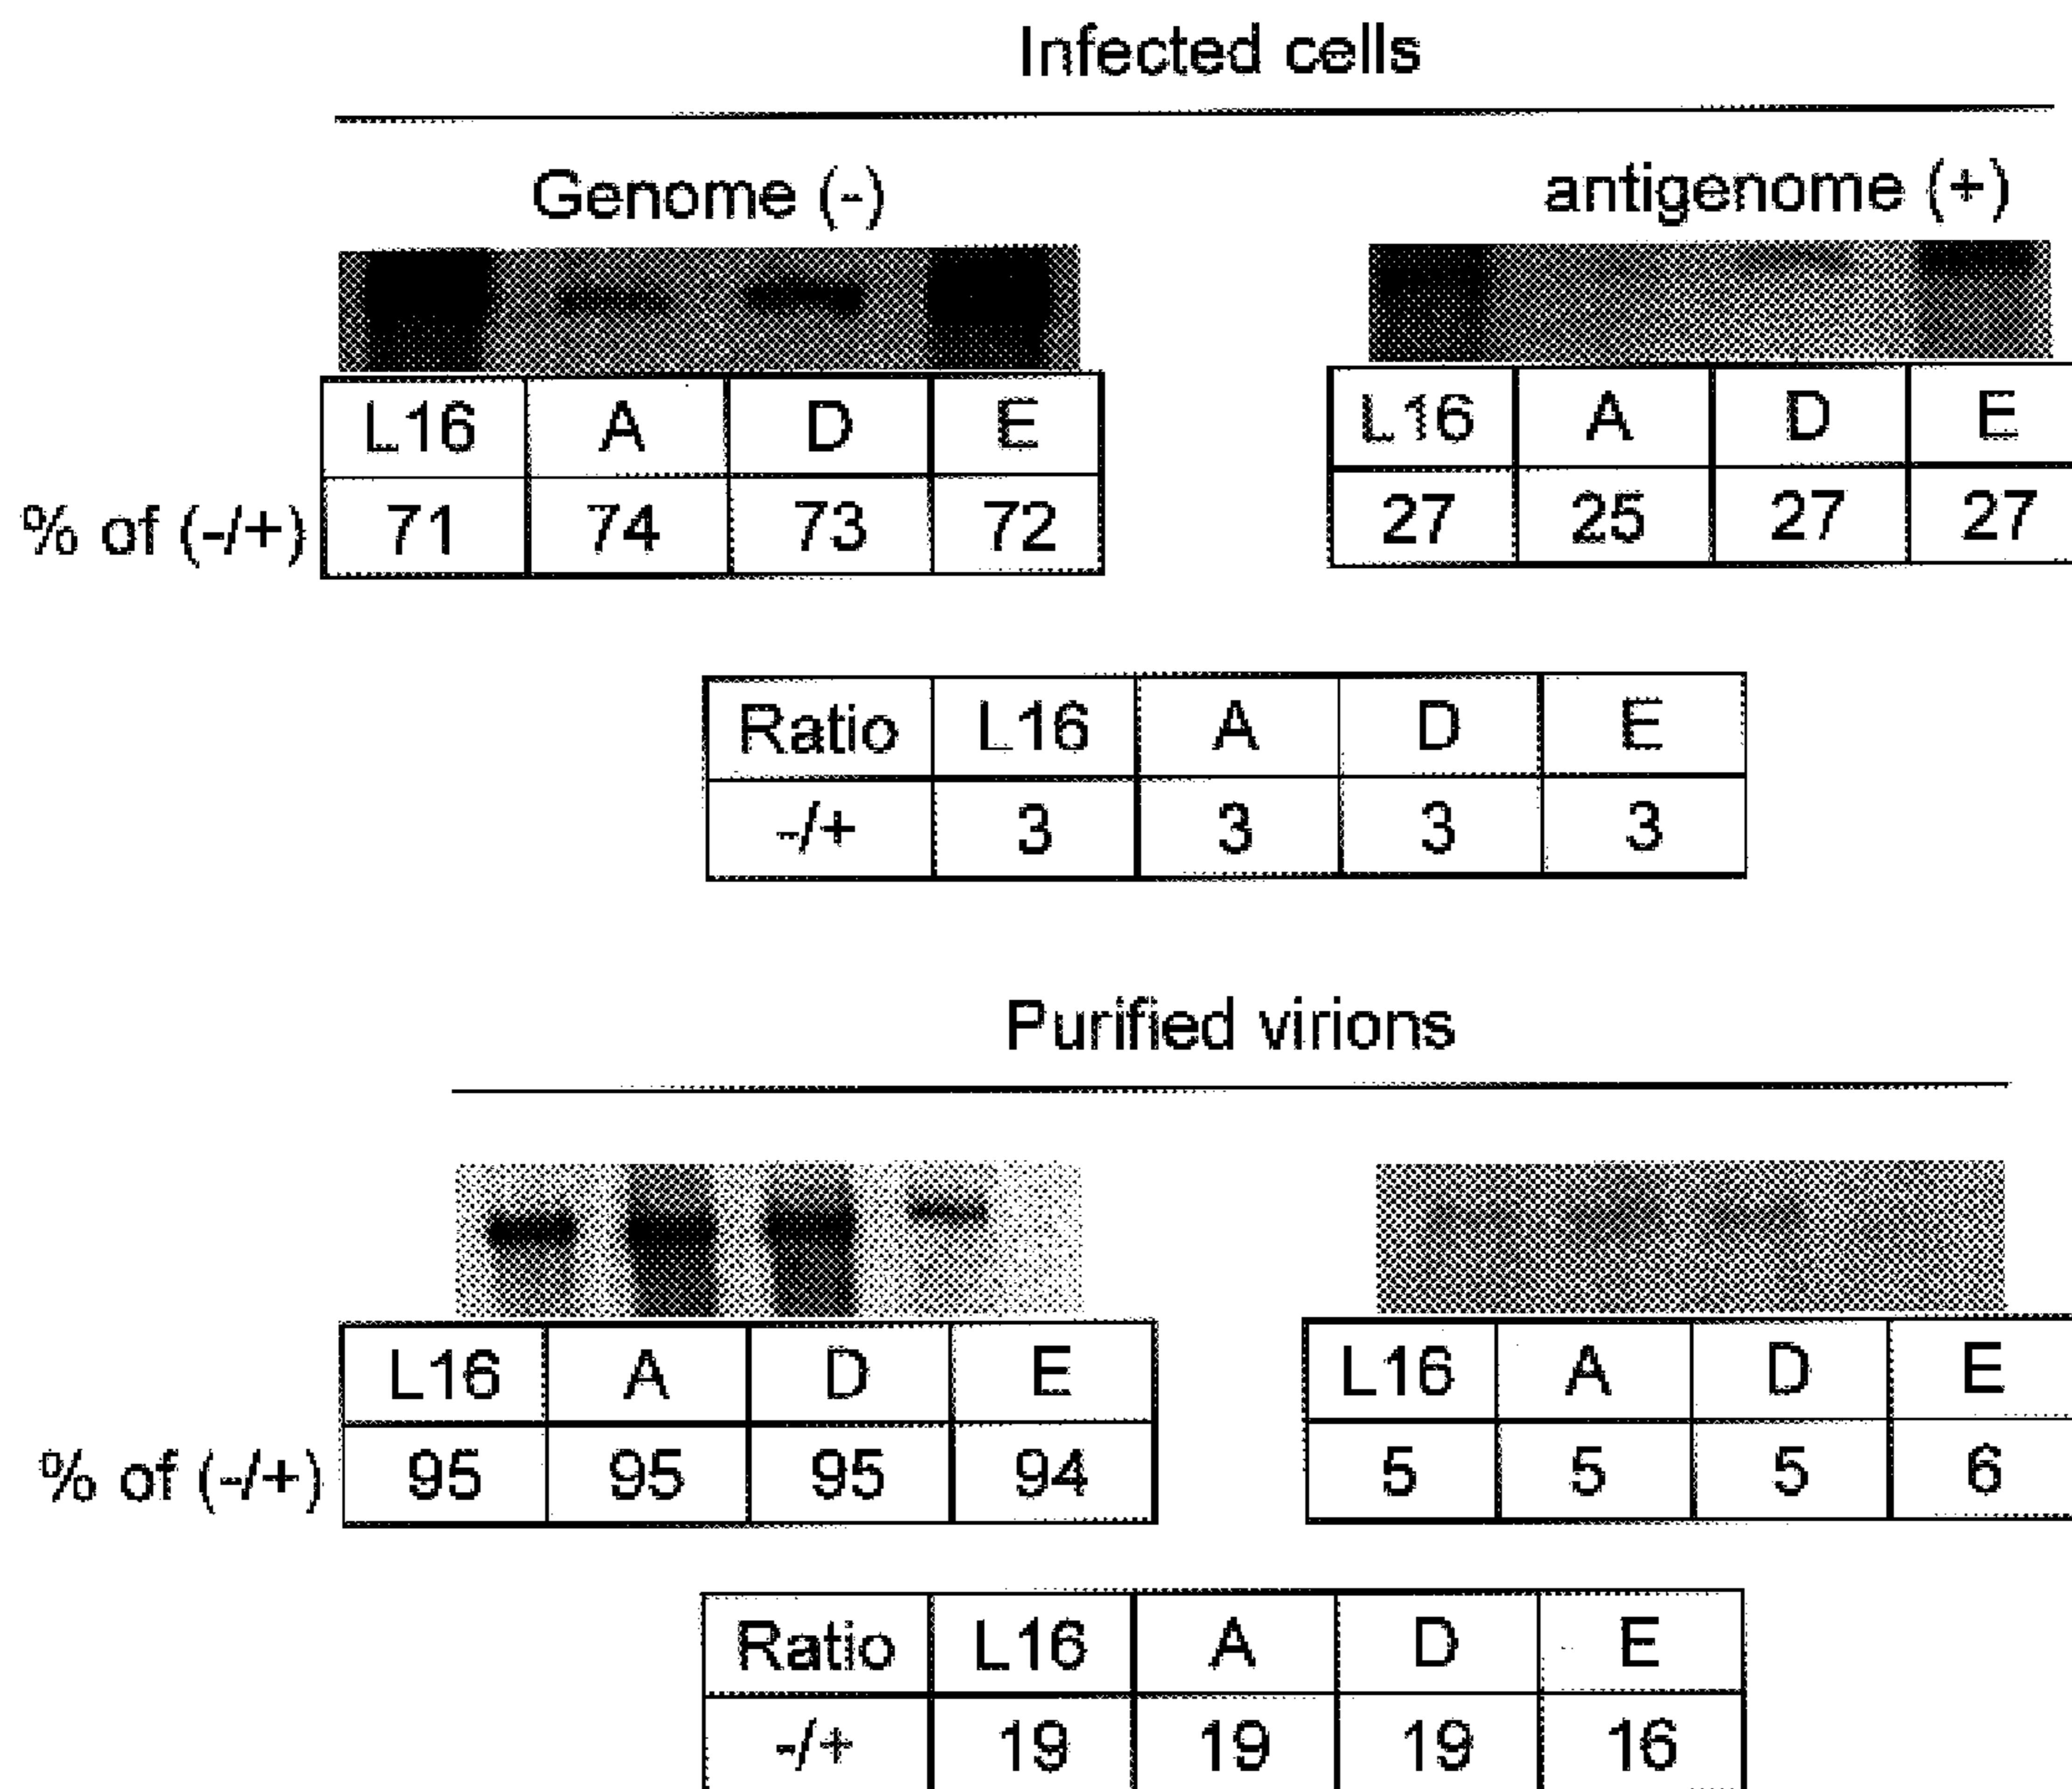 Infected cells
Genome (-) antigenome (+)
L16 A D E L16 A D E
% of (-/+) 71 74 73 72 27 25 27 27
Ratio L16 A D E
-/+ 3 3 3 3
Purified virions
L16 A D E L16 A D E
% of (-/+) 95 95 95 94 5 5 5 6
Ratio L16 A D E
-/+ 19 19 19 16